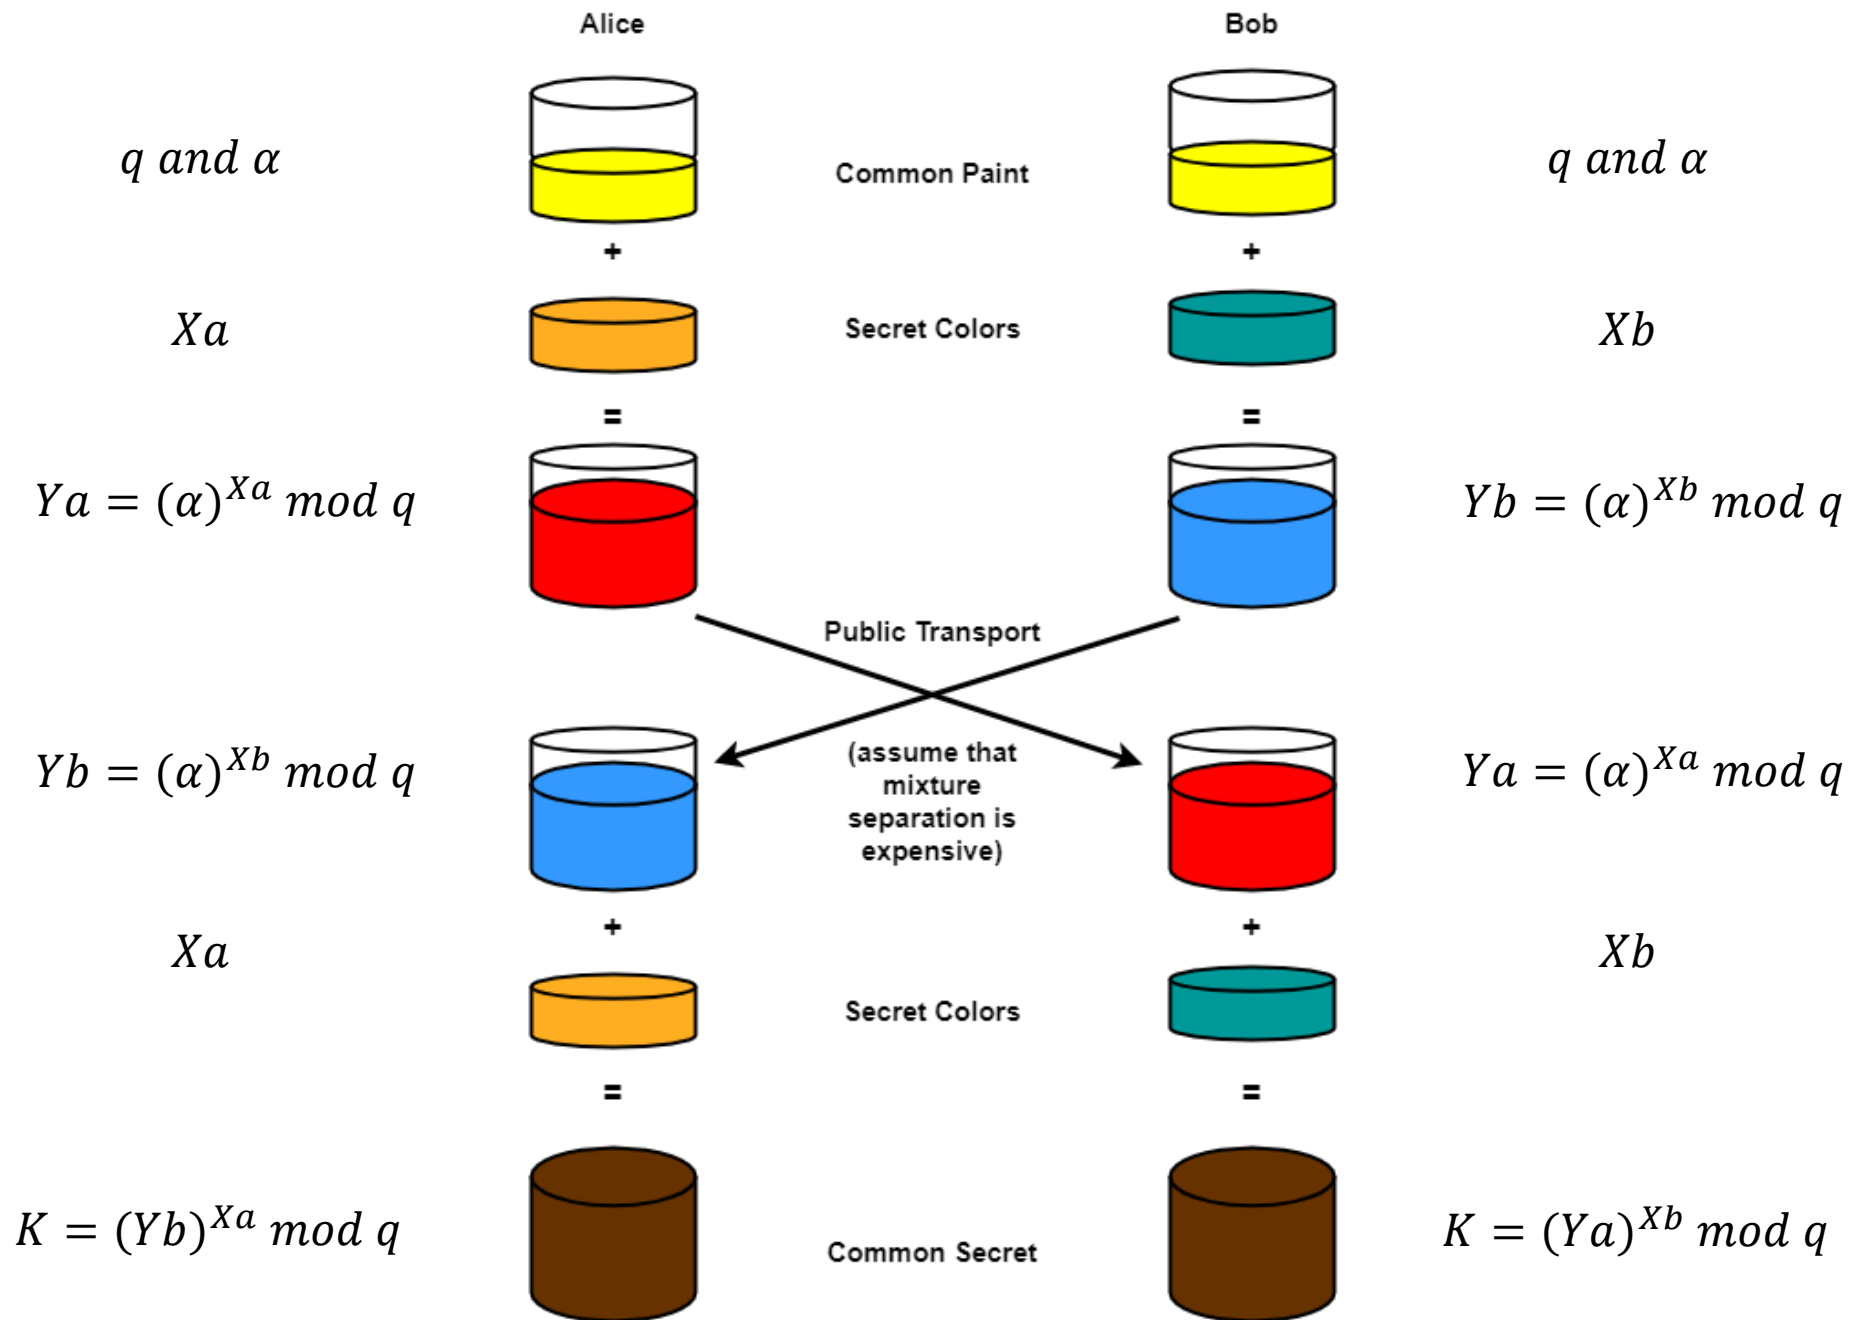 Alice Bob
q and α Common Paint q and α
+ +
Xa Secret Colors Xb
= =
Ya = (α)^Xa mod q Yb = (α)^Xb mod q
Public Transport
Yb = (α)^Xb mod q (assume that Ya = (α)^Xa mod q
mixture
separation is
expensive)
+ +
Xa Xb
Secret Colors
= =
K = (Yb)^Xa mod q K = (Ya)^Xb mod q
Common Secret